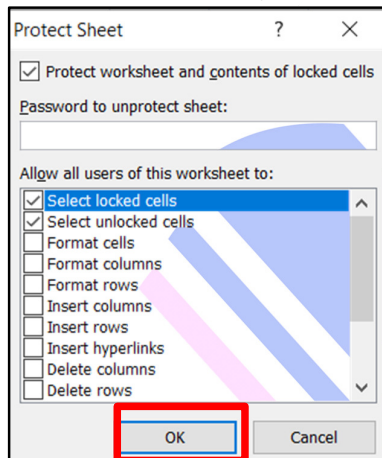 Protect Sheet ?
Protect worksheet and contents of locked cells
Password to unprotect sheet:
Allow all users of this worksheet to:
Select locked cells
Select unlocked cells
Format cells
Format columns
Format rows
Insert columns
Insert rows
Insert hyperlinks
Delete columns
Delete rows
OK Cancel